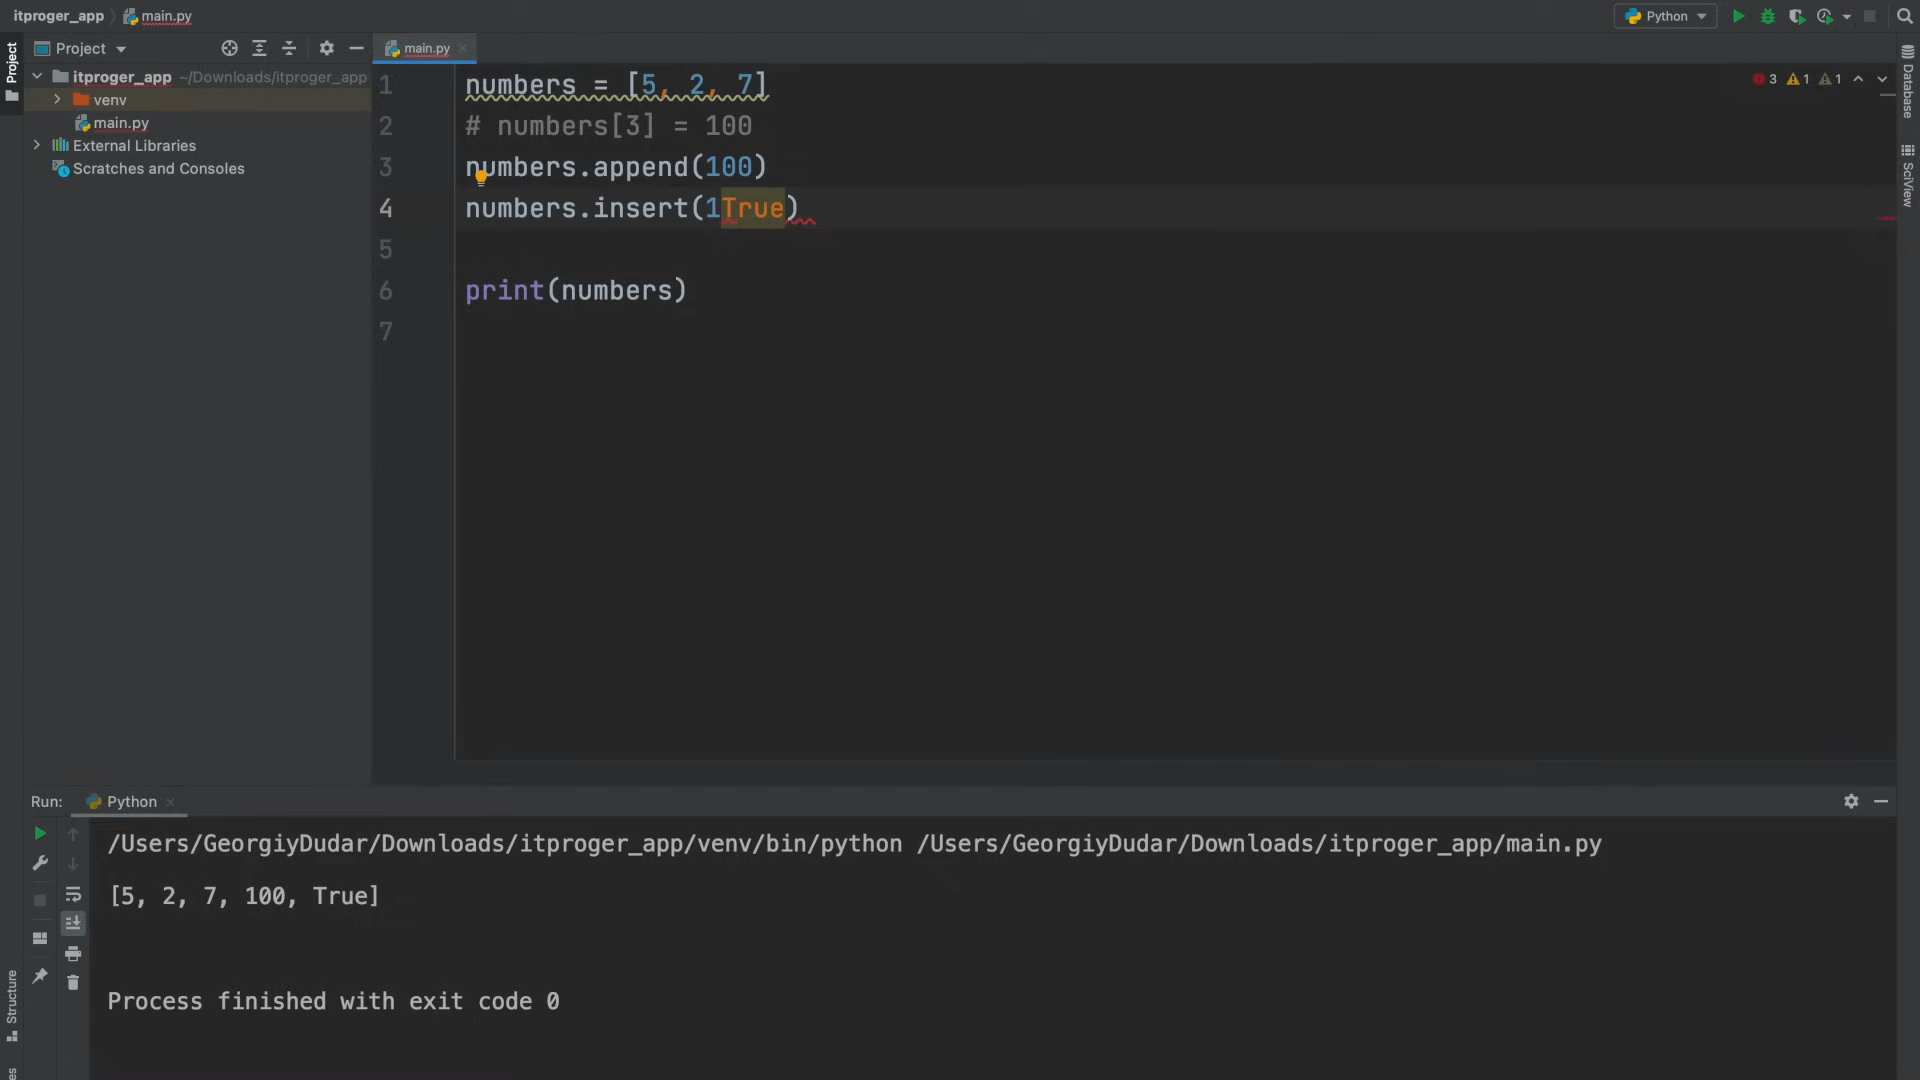 itproger_app
main.py
Python
Project
Project
main.py
itproger_app ~/Downloads/itproger_app
venv
main.py
External Libraries
Scratches and Consoles
1 numbers = [5, 2, 7]
2 # numbers[3] = 100
3 numbers.append(100)
4 numbers.insert(1True)
5
6 print(numbers)
7
3 1 1
Database
SciView
Run: Python
/Users/GeorgiyDudar/Downloads/itproger_app/venv/bin/python /Users/GeorgiyDudar/Downloads/itproger_app/main.py
[5, 2, 7, 100, True]
Process finished with exit code 0
Structure